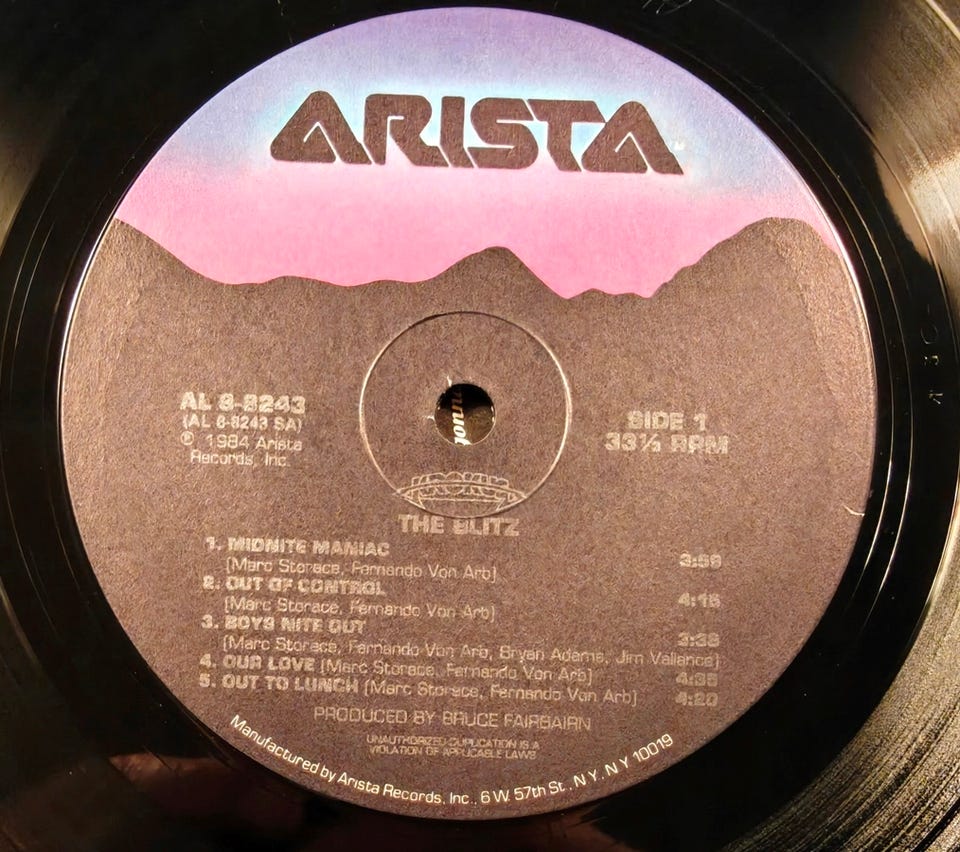 ARISTA
AL 8-8243
(AL 8-8243 SA)
℗ 1984 Arista
Records, Inc.
SIDE 1
33⅓ RPM
KROKUS
THE BLITZ
1. MIDNITE MANIAC
(Marc Storace, Fernando Von Arb) 3:59
2. OUT OF CONTROL
(Marc Storace, Fernando Von Arb) 4:15
3. BOYS NITE OUT 3:38
(Marc Storace, Fernando Von Arb, Bryan Adams, Jim Valiance)
4. OUR LOVE (Marc Storace, Fernando Von Arb) 4:35
5. OUT TO LUNCH (Marc Storace, Fernando Von Arb) 4:20
PRODUCED BY BRUCE FAIRBAIRN
UNAUTHORIZED DUPLICATION IS A
VIOLATION OF APPLICABLE LAWS
Manufactured by Arista Records, Inc., 6 W. 57th St., N.Y. N.Y. 10019